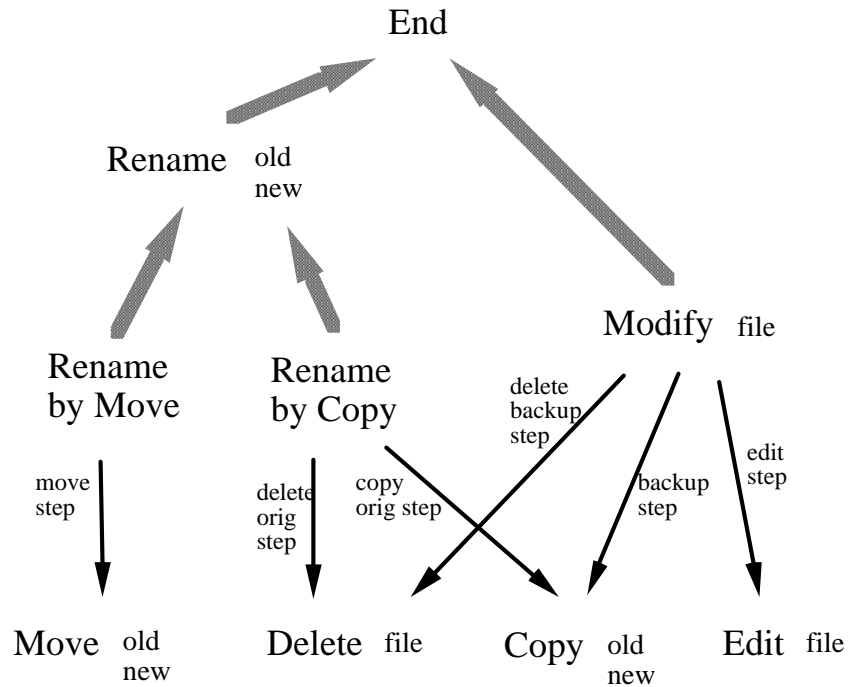 End
Rename old
new
Modify file
Rename
by Move
Rename
by Copy
delete
backup
step
move
step
delete
orig
step
copy
orig step
backup
step
edit
step
Move old
new
Delete file
Copy old
new
Edit file